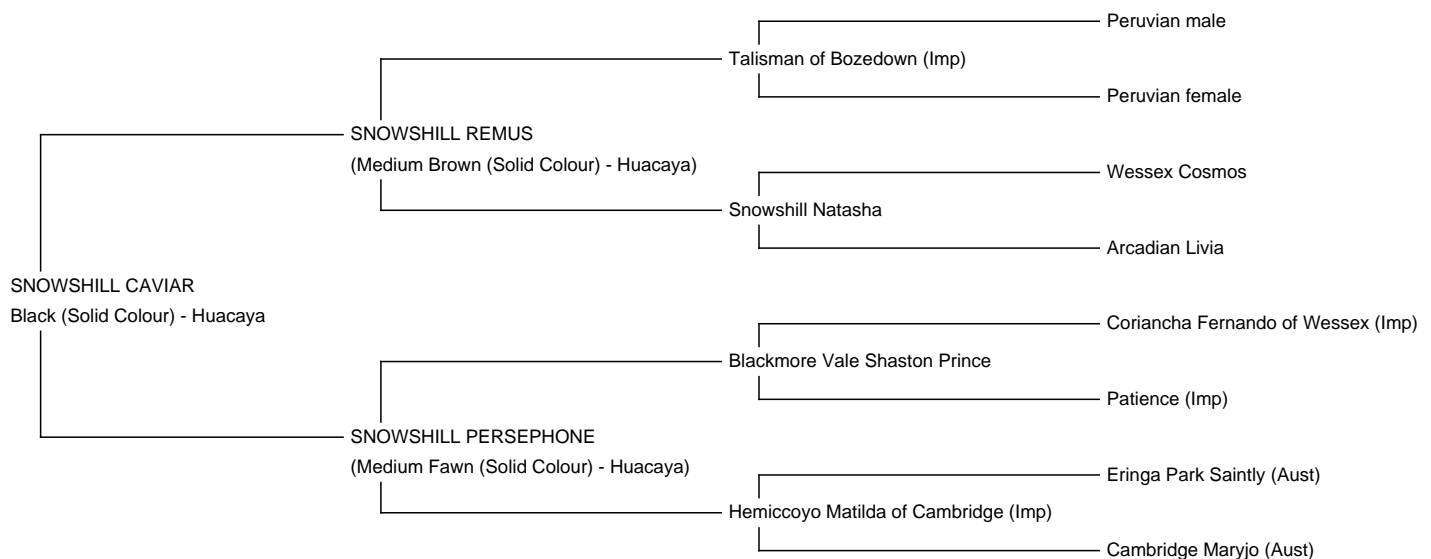 Peruvian male
Talisman of Bozedown (Imp)
Peruvian female
SNOWSHILL REMUS
(Medium Brown (Solid Colour) - Huacaya)
Wessex Cosmos
Snowshill Natasha
Arcadian Livia
SNOWSHILL CAVIAR
Black (Solid Colour) - Huacaya
Coriancha Fernando of Wessex (Imp)
Blackmore Vale Shaston Prince
Patience (Imp)
SNOWSHILL PERSEPHONE
(Medium Fawn (Solid Colour) - Huacaya)
Eringa Park Saintly (Aust)
Hemiccoyo Matilda of Cambridge (Imp)
Cambridge Maryjo (Aust)